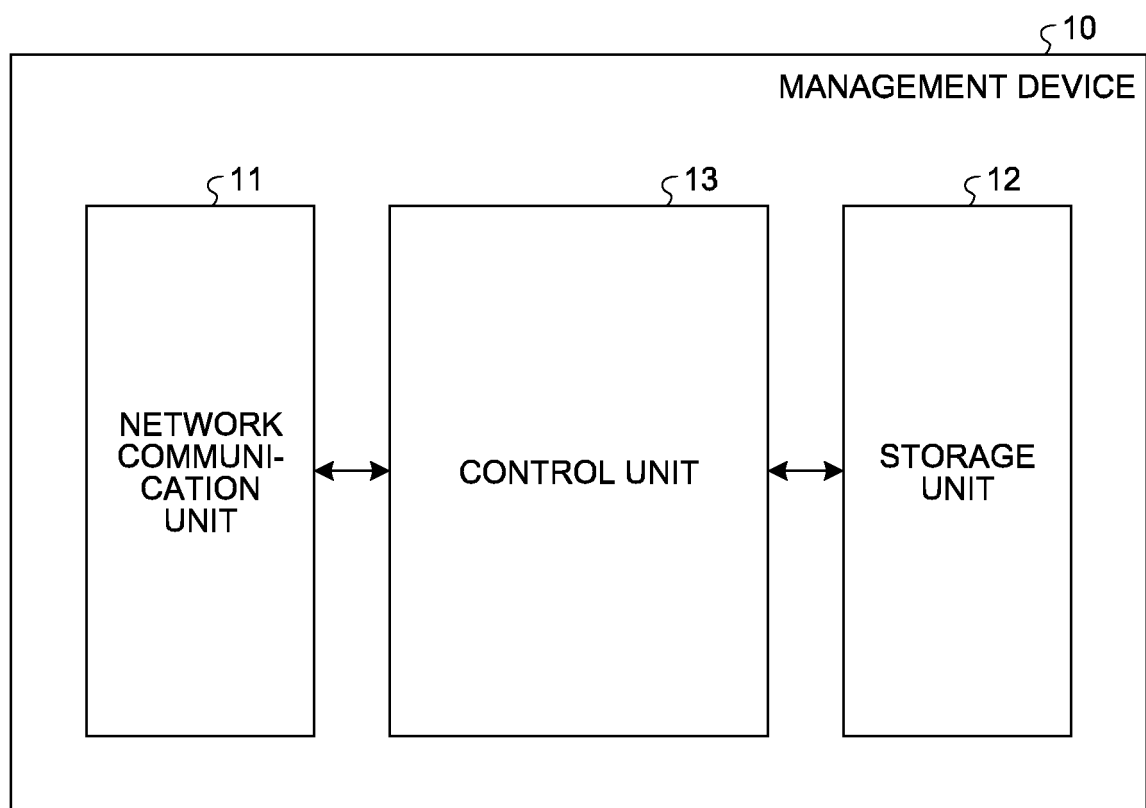 10
MANAGEMENT DEVICE
11
13
12
NETWORK
COMMUNI-
CATION
UNIT
CONTROL UNIT
STORAGE
UNIT